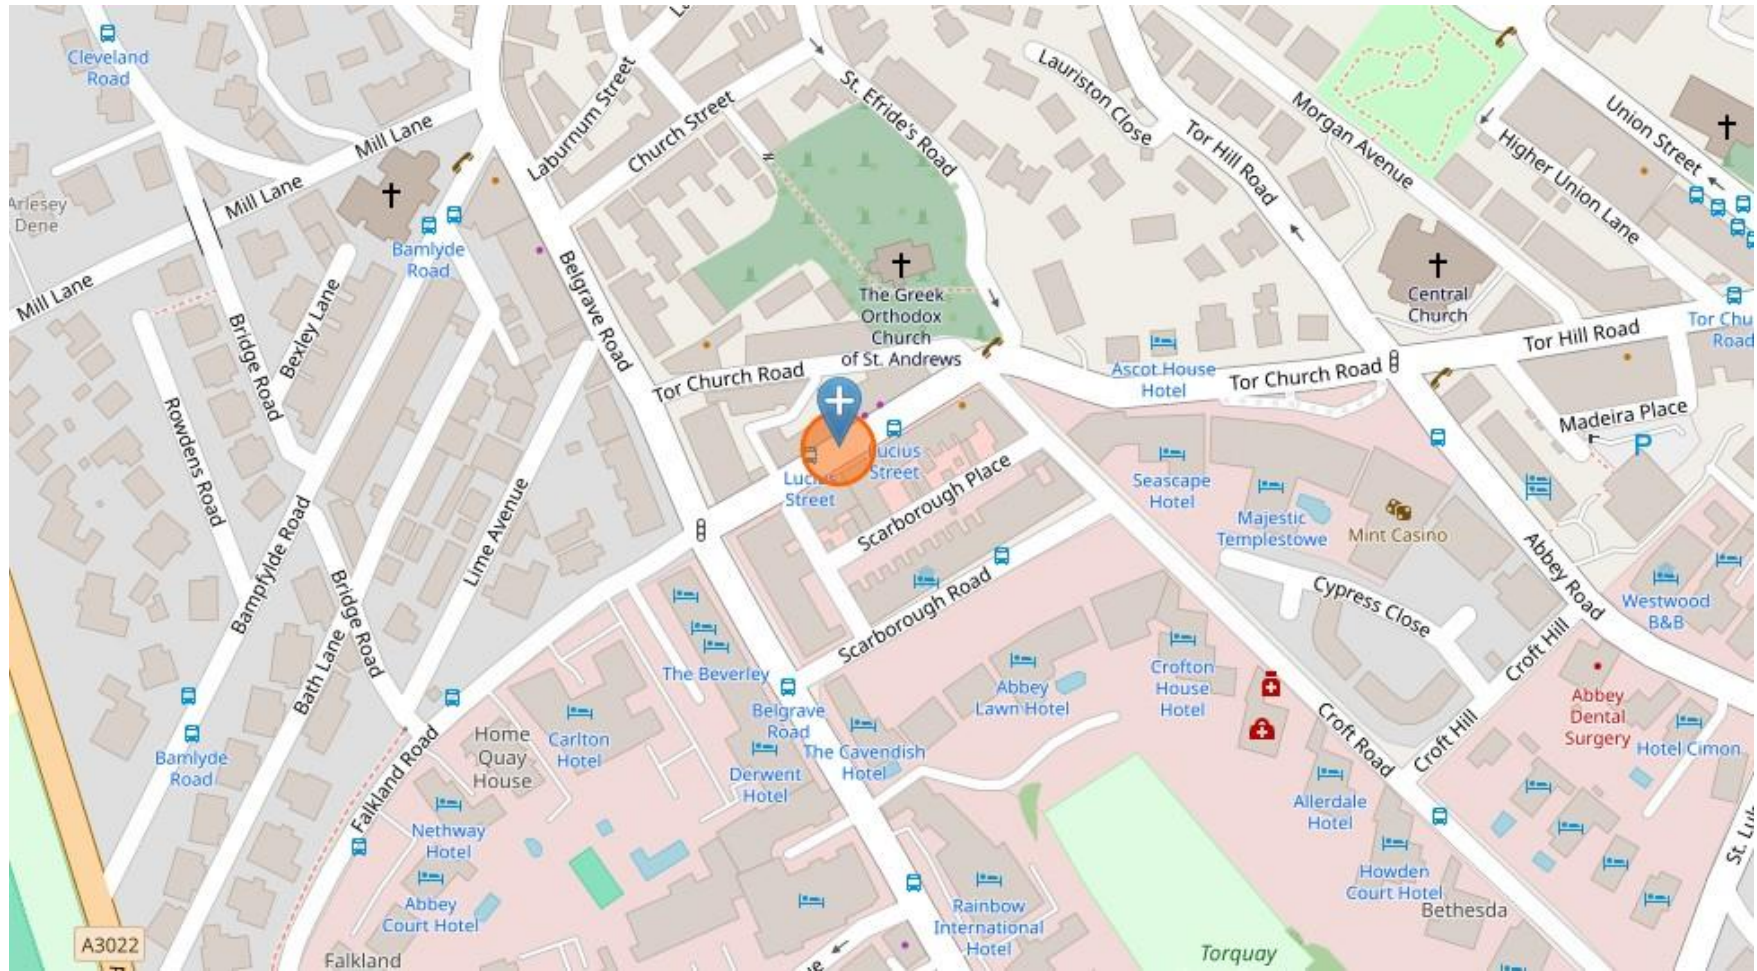 Cleveland
Road
Mill Lane
Mill Lane
Mill Lane
Arlesey
Dene
Bamlyde
Road
Laburnum Street
Church Street
St. Efride's Road
Lauriston Close
Tor Hill Road
Morgan Avenue
Higher Union Lane
Union Street
Bexley Lane
Bridge Road
Belgrave Road
The Greek
Orthodox
Church
of St. Andrews
Central
Church
Tor Hill Road
Road
Tor Church Road
Ascot House
Hotel
Tor Church Road
Madeira Place
P
Rowdens Road
Lime Avenue
Bampfylde Road
Street
Street
Scarborough Place
Seascape
Hotel
Majestic
Templestowe
Mint Casino
Abbey Road
Westwood
B&B
Bridge Road
Bath Lane
Scarborough Road
Cypress Close
Croft Hill
The Beverley
Belgrave
Road
Abbey
Lawn Hotel
Crofton
House
Hotel
Abbey
Dental
Surgery
Hotel Cimon
Croft Hill
Croft Road
Bamlyde
Road
Falkland Road
Home
Quay
House
Carlton
Hotel
Derwent
Hotel
The Cavendish
Hotel
Allerdale
Hotel
Nethway
Hotel
Abbey
Court Hotel
Howden
Court Hotel
Bethesda
Rainbow
International
Hotel
A3022
Falkland
Torquay